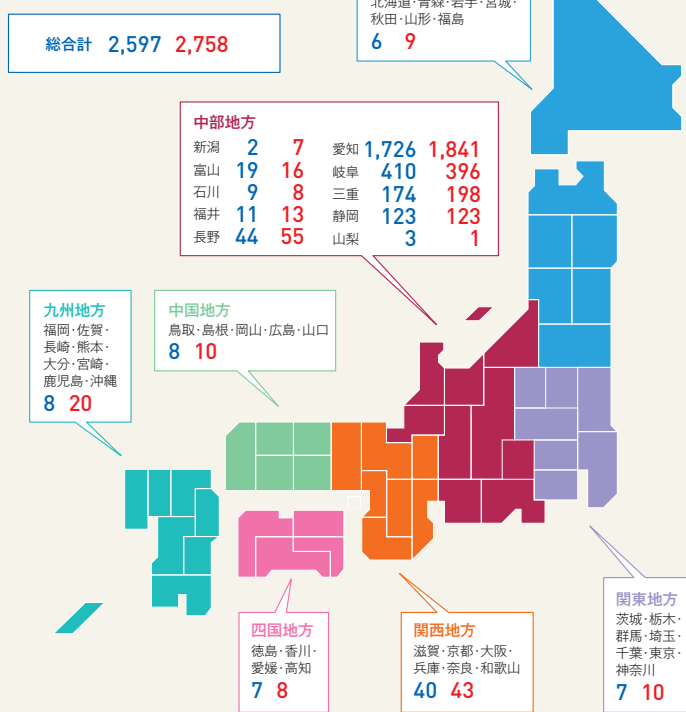 北海道・青森・岩手・宮城・
秋田・山形・福島
6 9
総合計 2,597 2,758
中部地方
新潟 2 7
富山 19 16
石川 9 8
福井 11 13
長野 44 55
愛知 1,726 1,841
岐阜 410 396
三重 174 198
静岡 123 123
山梨 3 1
九州地方
福岡・佐賀・
長崎・熊本・
大分・宮崎・
鹿児島・沖縄
8 20
中国地方
鳥取・島根・岡山・広島・山口
8 10
四国地方
徳島・香川・
愛媛・高知
7 8
関西地方
滋賀・京都・大阪・
兵庫・奈良・和歌山
40 43
関東地方
茨城・栃木・
群馬・埼玉・
千葉・東京・
神奈川
7 10